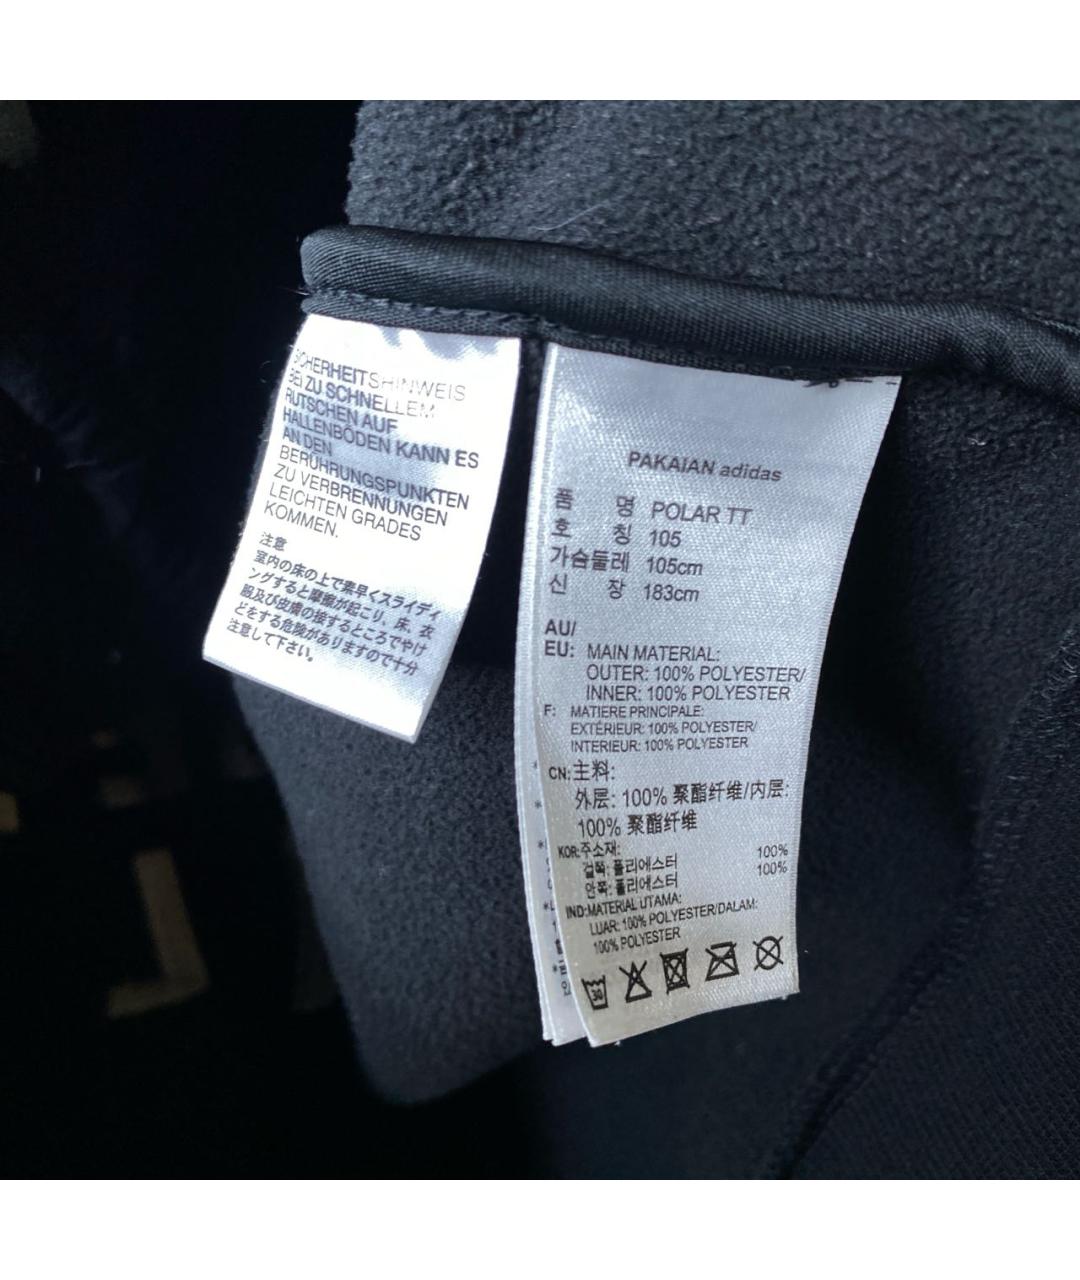 SICHERHEITSHINWEIS
BEI ZU SCHNELLEM
RUTSCHEN AUF
HALLENBÖDEN KANN ES
AN DEN
BERÜHRUNGSPUNKTEN
ZU VERBRENNUNGEN
LEICHTEN GRADES
KOMMEN.
注意
室内の床の上で素早くスライディ
ングすると摩擦が起こり、床、衣
服及び皮膚の接するところでやけ
どをする危険がありますので十分
注意して下さい。
PAKAIAN adidas
품 명 POLAR TT
호 칭 105
가슴둘레 105cm
신 장 183cm
AU/
EU: MAIN MATERIAL:
OUTER: 100% POLYESTER/
INNER: 100% POLYESTER
F: MATIERE PRINCIPALE:
EXTÉRIEUR: 100% POLYESTER/
INTERIEUR: 100% POLYESTER
CN: 主料:
外层: 100% 聚酯纤维/内层:
100% 聚酯纤维
KOR: 주소재:
겉쪽: 폴리에스터 100%
안쪽: 폴리에스터 100%
IND: MATERIAL UTAMA:
LUAR: 100% POLYESTER/DALAM:
100% POLYESTER